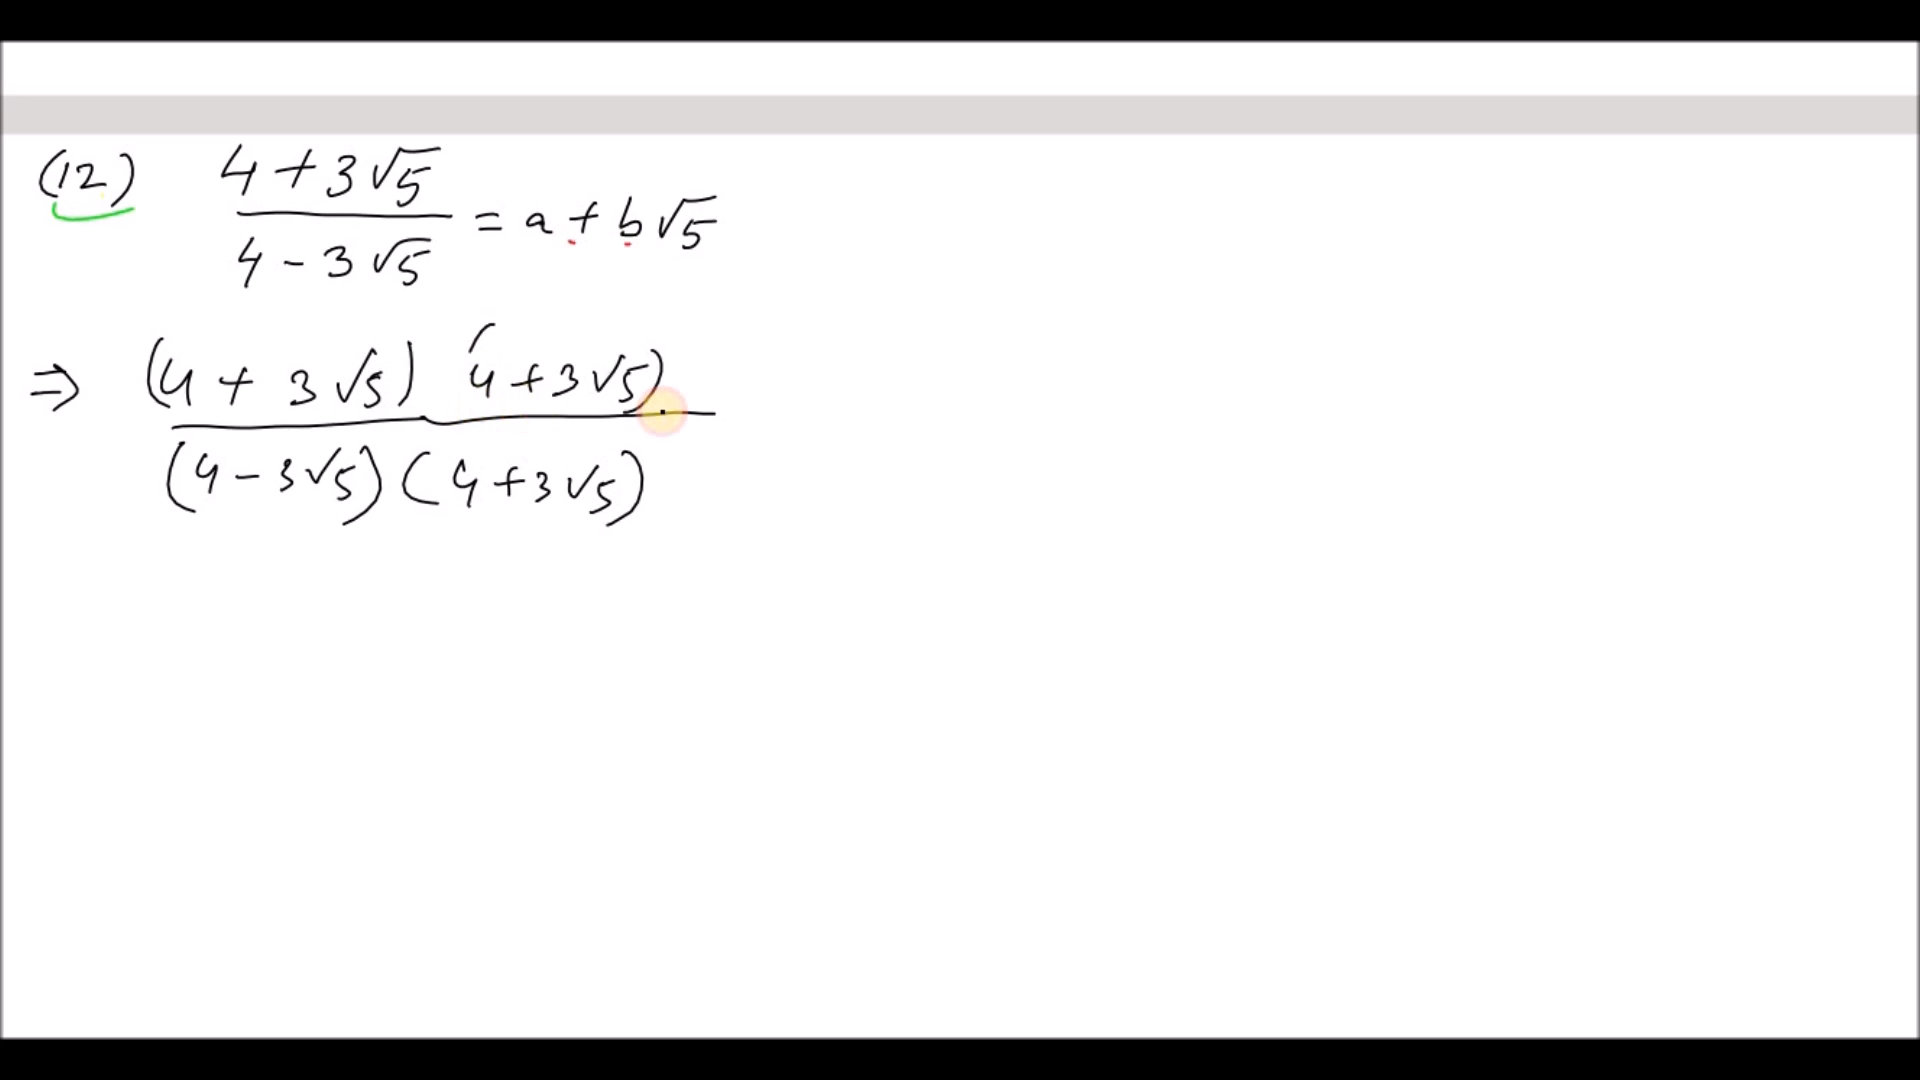 (12) 4+3√5 / 4-3√5 = a+b√5
⇒ (4+3√5) (4+3√5) / (4-3√5)(4+3√5)